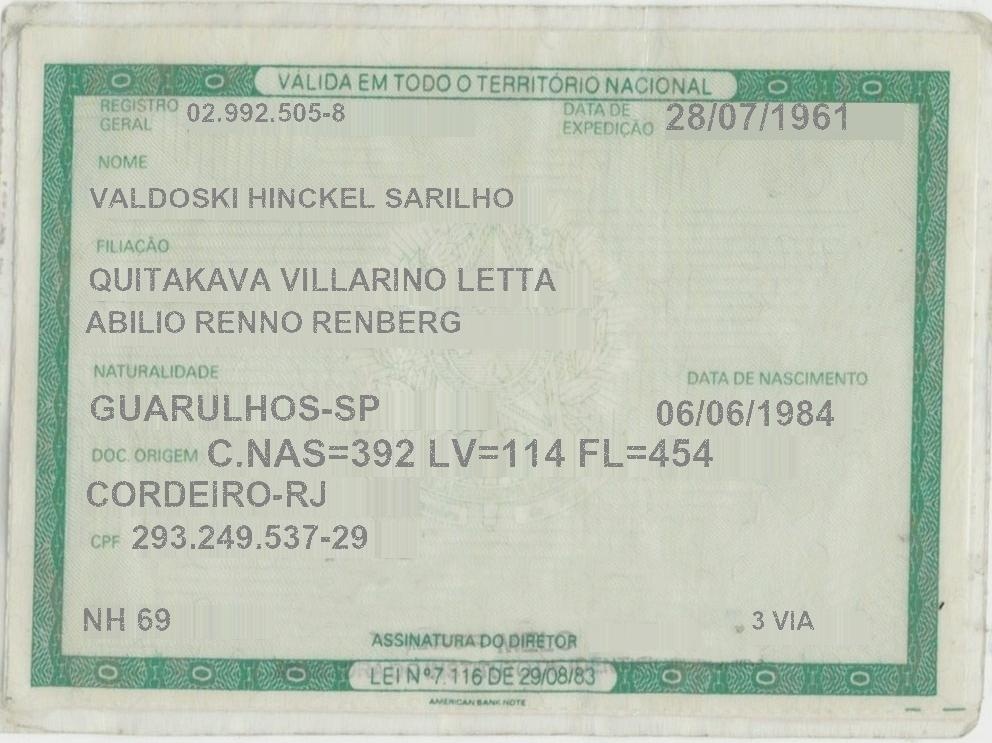 VÁLIDA EM TODO O TERRITÓRIO NACIONAL
REGISTRO GERAL 02.992.505-8 DATA DE EXPEDIÇÃO 28/07/1961
NOME
VALDOSKI HINCKEL SARILHO
FILIAÇÃO
QUITAKAVA VILLARINO LETTA
ABILIO RENNO RENBERG
NATURALIDADE DATA DE NASCIMENTO
GUARULHOS-SP 06/06/1984
DOC. ORIGEM C.NAS=392 LV=114 FL=454
CORDEIRO-RJ
CPF 293.249.537-29
NH 69 3 VIA
ASSINATURA DO DIRETOR
LEI Nº 7.116 DE 29/08/83
AMERICAN BANK NOTE